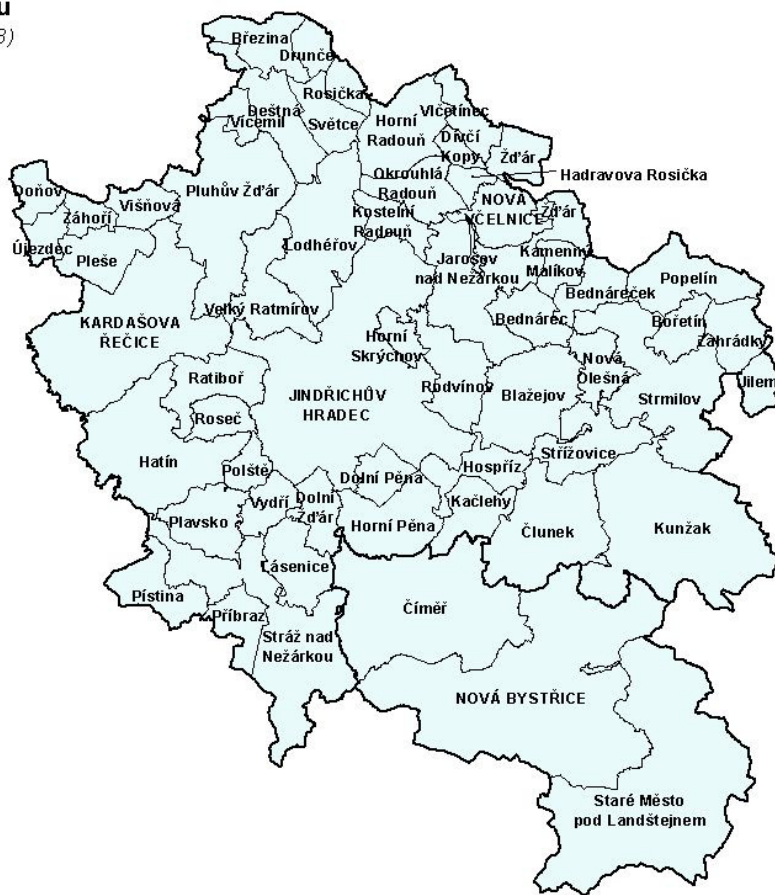 u
3)
Březina
Drunče
Rosička
Deštná
Vícemil
Světce
Horní
Radouň
Vlčetínec
Dívčí
Kopy
Žďár
Okrouhlá
Radouň
Hadravova Rosička
Doňov
Záhoří
Višňová
Pluhův Žďár
Újezdec
Pleše
Lodhéřov
Kostelní
Radouň
NOVÁ
VČELNICE
Žďár
Jarošov
nad Nežárkou
Kamenný
Malíkov
Bednáreček
Popelín
KARDAŠOVA
ŘEČICE
Velký Ratmírov
Bednárec
Bořetín
Zahrádky
Horní
Skrýchov
Nová
Olešná
Jilem
Ratiboř
JINDŘICHŮV
HRADEC
Rodvínov
Blažejov
Strmilov
Roseč
Hatín
Polště
Dolní Pěna
Hospříz
Střížovice
Vydří
Dolní
Žďár
Horní Pěna
Kačlehy
Člunek
Kunžak
Plavsko
Lásenice
Pístina
Příbraz
Stráž nad
Nežárkou
Číměř
NOVÁ BYSTŘICE
Staré Město
pod Landštejnem